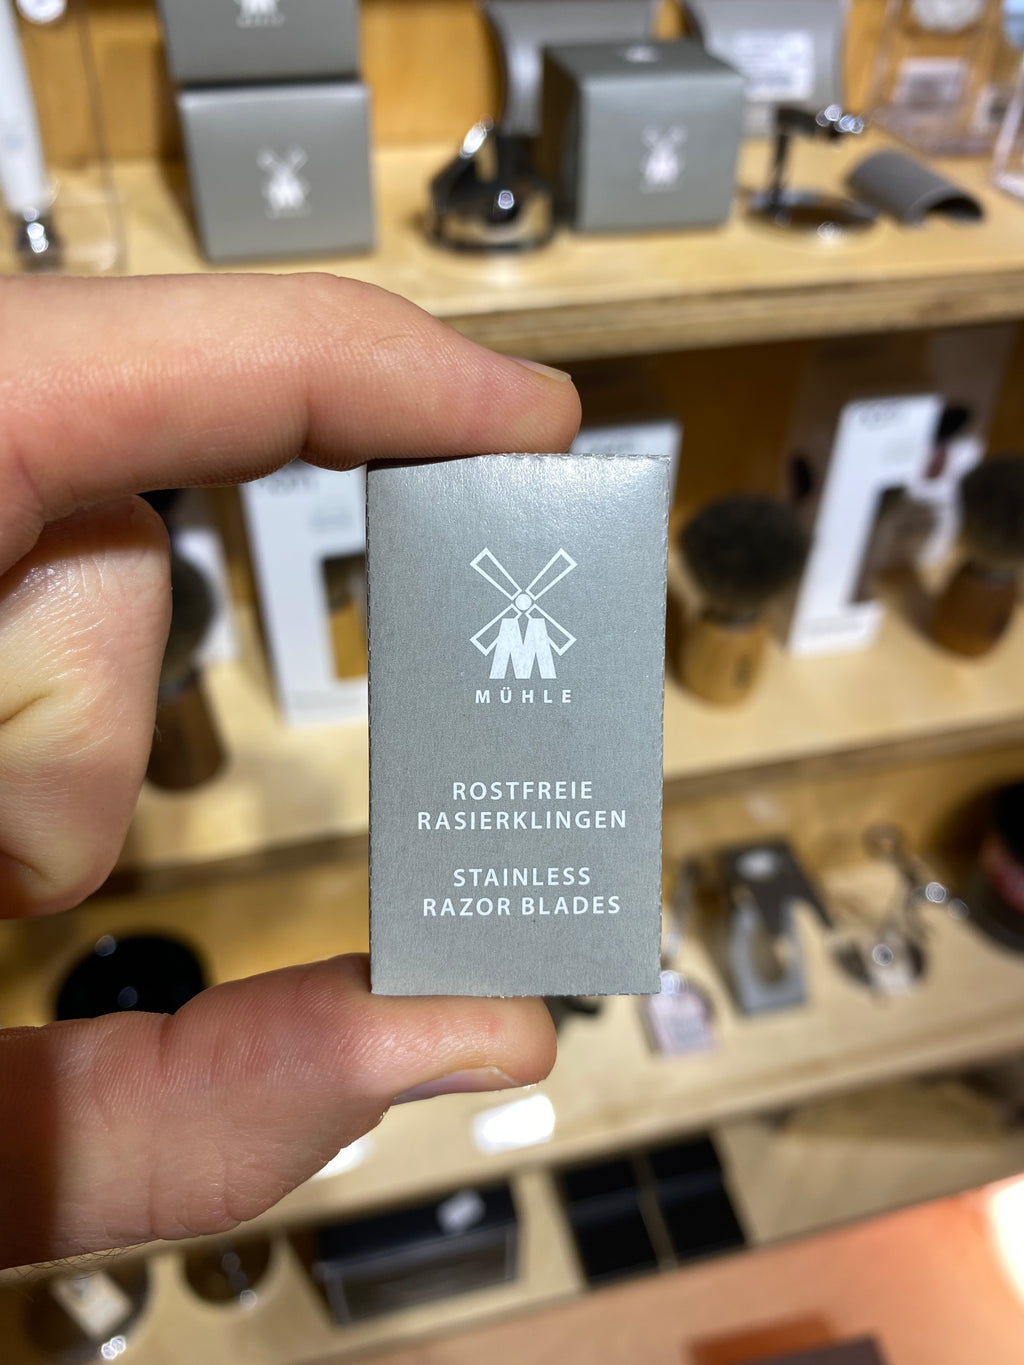 MÜHLE
ROSTFREIE
RASIERKLINGEN
STAINLESS
RAZOR BLADES